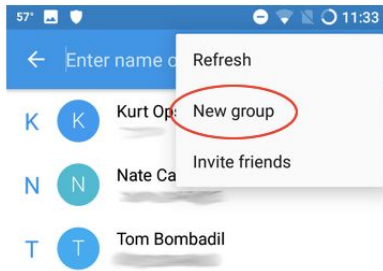 57° 11:33
Enter name o Refresh
K K Kurt Op New group
N N Nate Ca Invite friends
T T Tom Bombadil